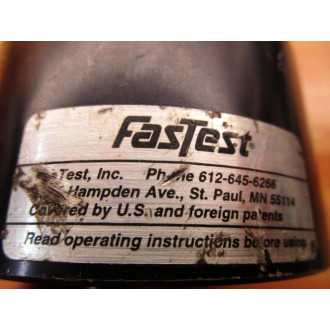 FasTest®
Test, Inc. Phone 612-645-6266
Hampden Ave., St. Paul, MN 55114
Covered by U.S. and foreign patents
Read operating instructions before using.